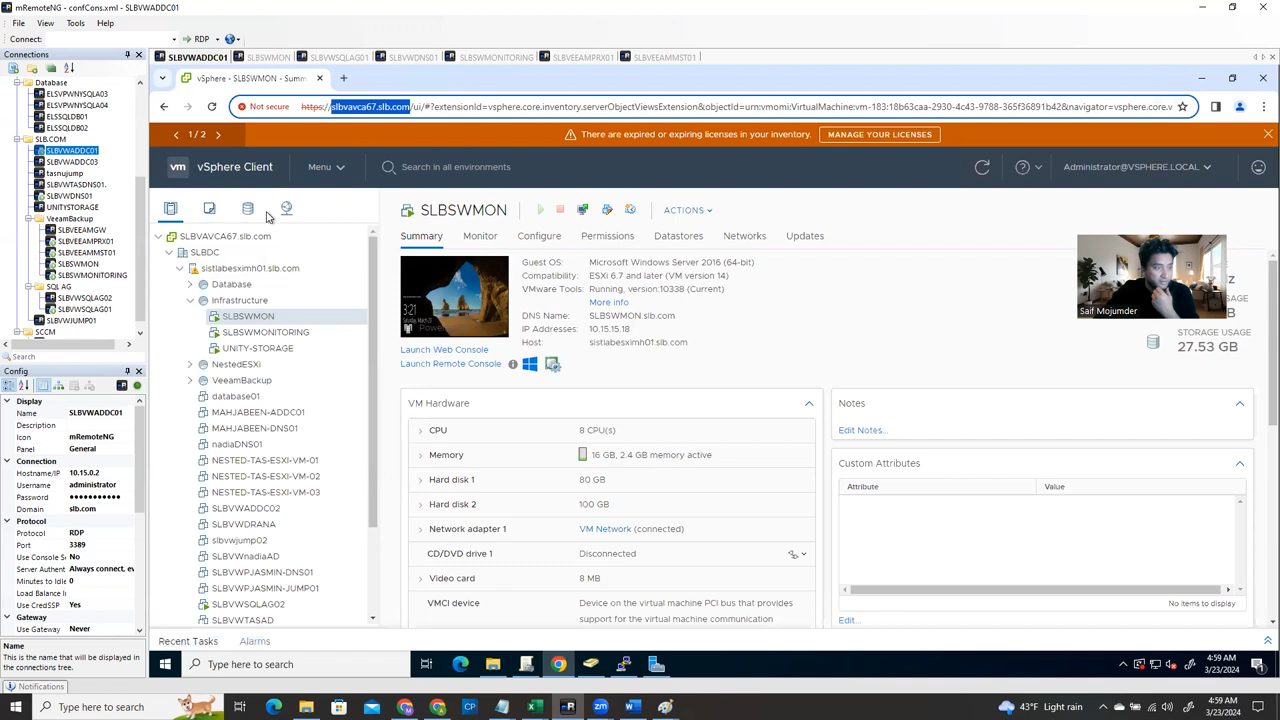 mRemoteNG - confCons.xml - SLBVWADDC01
File View Tools Help
Connect: RDP
Connections
Database
ELSVPWNYSQLA03
ELSVPWNYSQLA04
ELSSQLDB01
ELSSQLDB02
SLB.COM
SLBVWADDC01
SLBVWADDC03
tasnujump
SLBVWTASDNS01.
SLBVWDNS01
UNITYSTORAGE
VeeamBackup
SLBVEEAMGW
SLBVEEAMPRX01
SLBVEEAMMST01
SLBSWMON
SLBSWMONITORING
SQL AG
SLBVWSQLAG02
SLBVWSQLAG01
SLBVWJUMP01
SCCM
Search
Config
Display
Name SLBVWADDC01
Description
Icon mRemoteNG
Panel General
Connection
Hostname/IP 10.15.0.2
Username administrator
Password ●●●●●●●●●●●
Domain slb.com
Protocol
Protocol RDP
Port 3389
Use Console S No
Server Authent Always connect, ev
Minutes to Idle 0
Load Balance In
Use CredSSP Yes
Gateway
Use Gateway Never
Name
This is the name that will be displayed in the connections tree.
Notifications
SLBVWADDC01 SLBSWMON SLBVWSQLAG01 SLBVWDNS01 SLBSWMONITORING SLBVEEAMPRX01 SLBVEEAMMST01
vSphere - SLBSWMON - Summ
Not secure https://slbvavca67.slb.com/ui/#?extensionId=vsphere.core.inventory.serverObjectViewsExtension&objectId=urn:vmomi:VirtualMachine:vm-183:18b63caa-2930-4c43-9788-365f36891b42&navigator=vsphere.core.v
1 / 2
There are expired or expiring licenses in your inventory. MANAGE YOUR LICENSES
vm vSphere Client Menu Search in all environments Administrator@VSPHERE.LOCAL
SLBVAVCA67.slb.com
SLBDC
sistlabesximh01.slb.com
Database
Infrastructure
SLBSWMON
SLBSWMONITORING
UNITY-STORAGE
NestedESXi
VeeamBackup
database01
MAHJABEEN-ADDC01
MAHJABEEN-DNS01
nadiaDNS01
NESTED-TAS-ESXI-VM-01
NESTED-TAS-ESXI-VM-02
NESTED-TAS-ESXI-VM-03
SLBVWADDC02
SLBVWDRANA
slbvwjump02
SLBVWnadiaAD
SLBVWPJASMIN-DNS01
SLBVWPJASMIN-JUMP01
SLBVWSQLAG02
SLBVWTASAD
SLBSWMON ACTIONS
Summary Monitor Configure Permissions Datastores Networks Updates
3:21
Powe
Launch Web Console
Launch Remote Console
Guest OS: Microsoft Windows Server 2016 (64-bit)
Compatibility: ESXi 6.7 and later (VM version 14)
VMware Tools: Running, version:10338 (Current)
More info
DNS Name: SLBSWMON.slb.com
IP Addresses: 10.15.15.18
Host: sistlabesximh01.slb.com
Z
SAGE
B
Saif Mojumder
STORAGE USAGE
27.53 GB
VM Hardware
CPU 8 CPU(s)
Memory 16 GB, 2.4 GB memory active
Hard disk 1 80 GB
Hard disk 2 100 GB
Network adapter 1 VM Network (connected)
CD/DVD drive 1 Disconnected
Video card 8 MB
VMCI device Device on the virtual machine PCI bus that provides support for the virtual machine communication
Notes
Edit Notes...
Custom Attributes
Attribute Value
No items to display
Edit...
Recent Tasks Alarms
Type here to search 4:59 AM
3/23/2024
Type here to search CP 43°F Light rain 4:59 AM
3/23/2024